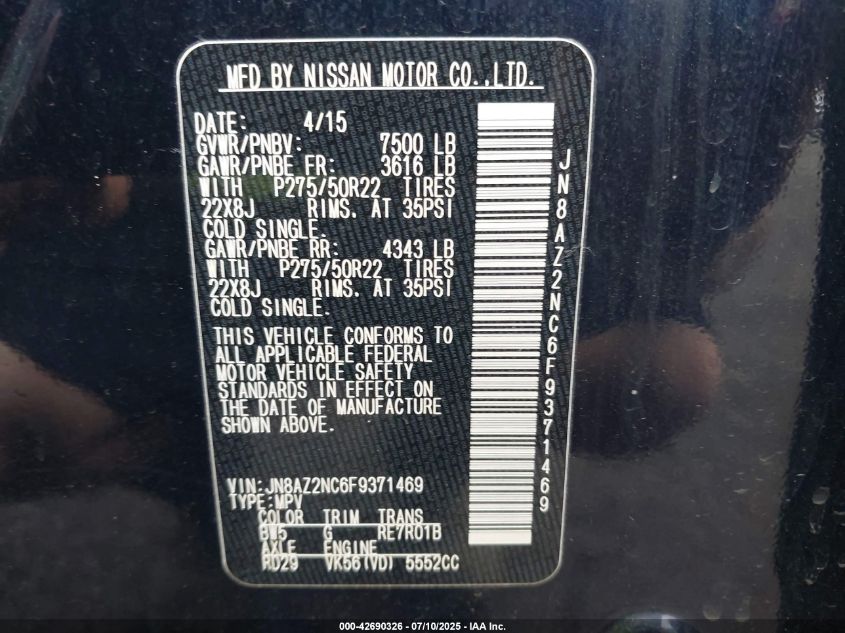 MFD BY NISSAN MOTOR CO.,LTD.
DATE: 4/15
GVWR/PNBV: 7500 LB
GAWR/PNBE FR: 3616 LB
WITH P275/50R22 TIRES
22X8J RIMS. AT 35PSI
COLD SINGLE.
GAWR/PNBE RR: 4343 LB
WITH P275/50R22 TIRES
22X8J RIMS. AT 35PSI
COLD SINGLE.
THIS VEHICLE CONFORMS TO
ALL APPLICABLE FEDERAL
MOTOR VEHICLE SAFETY
STANDARDS IN EFFECT ON
THE DATE OF MANUFACTURE
SHOWN ABOVE.
VIN:JN8AZ2NC6F9371469
TYPE:MPV
COLOR TRIM TRANS
BW5 G RE7R01B
AXLE ENGINE
RD29 VK56(VD) 5552CC
JN8AZ2NC6F9371469
000-42690326 - 07/10/2025 - IAA Inc.